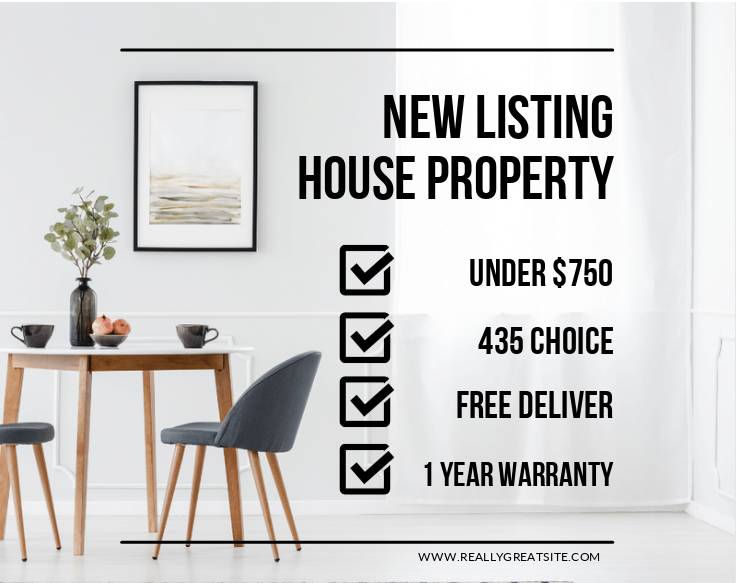 NEW LISTING
HOUSE PROPERTY
UNDER $750
435 CHOICE
FREE DELIVER
1 YEAR WARRANTY
WWW.REALLYGREATSITE.COM